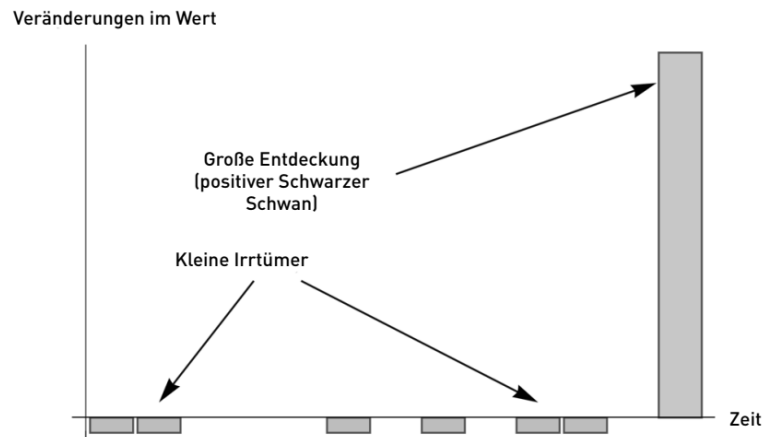 Veränderungen im Wert
Große Entdeckung
(positiver Schwarzer
Schwan)
Kleine Irrtümer
Zeit